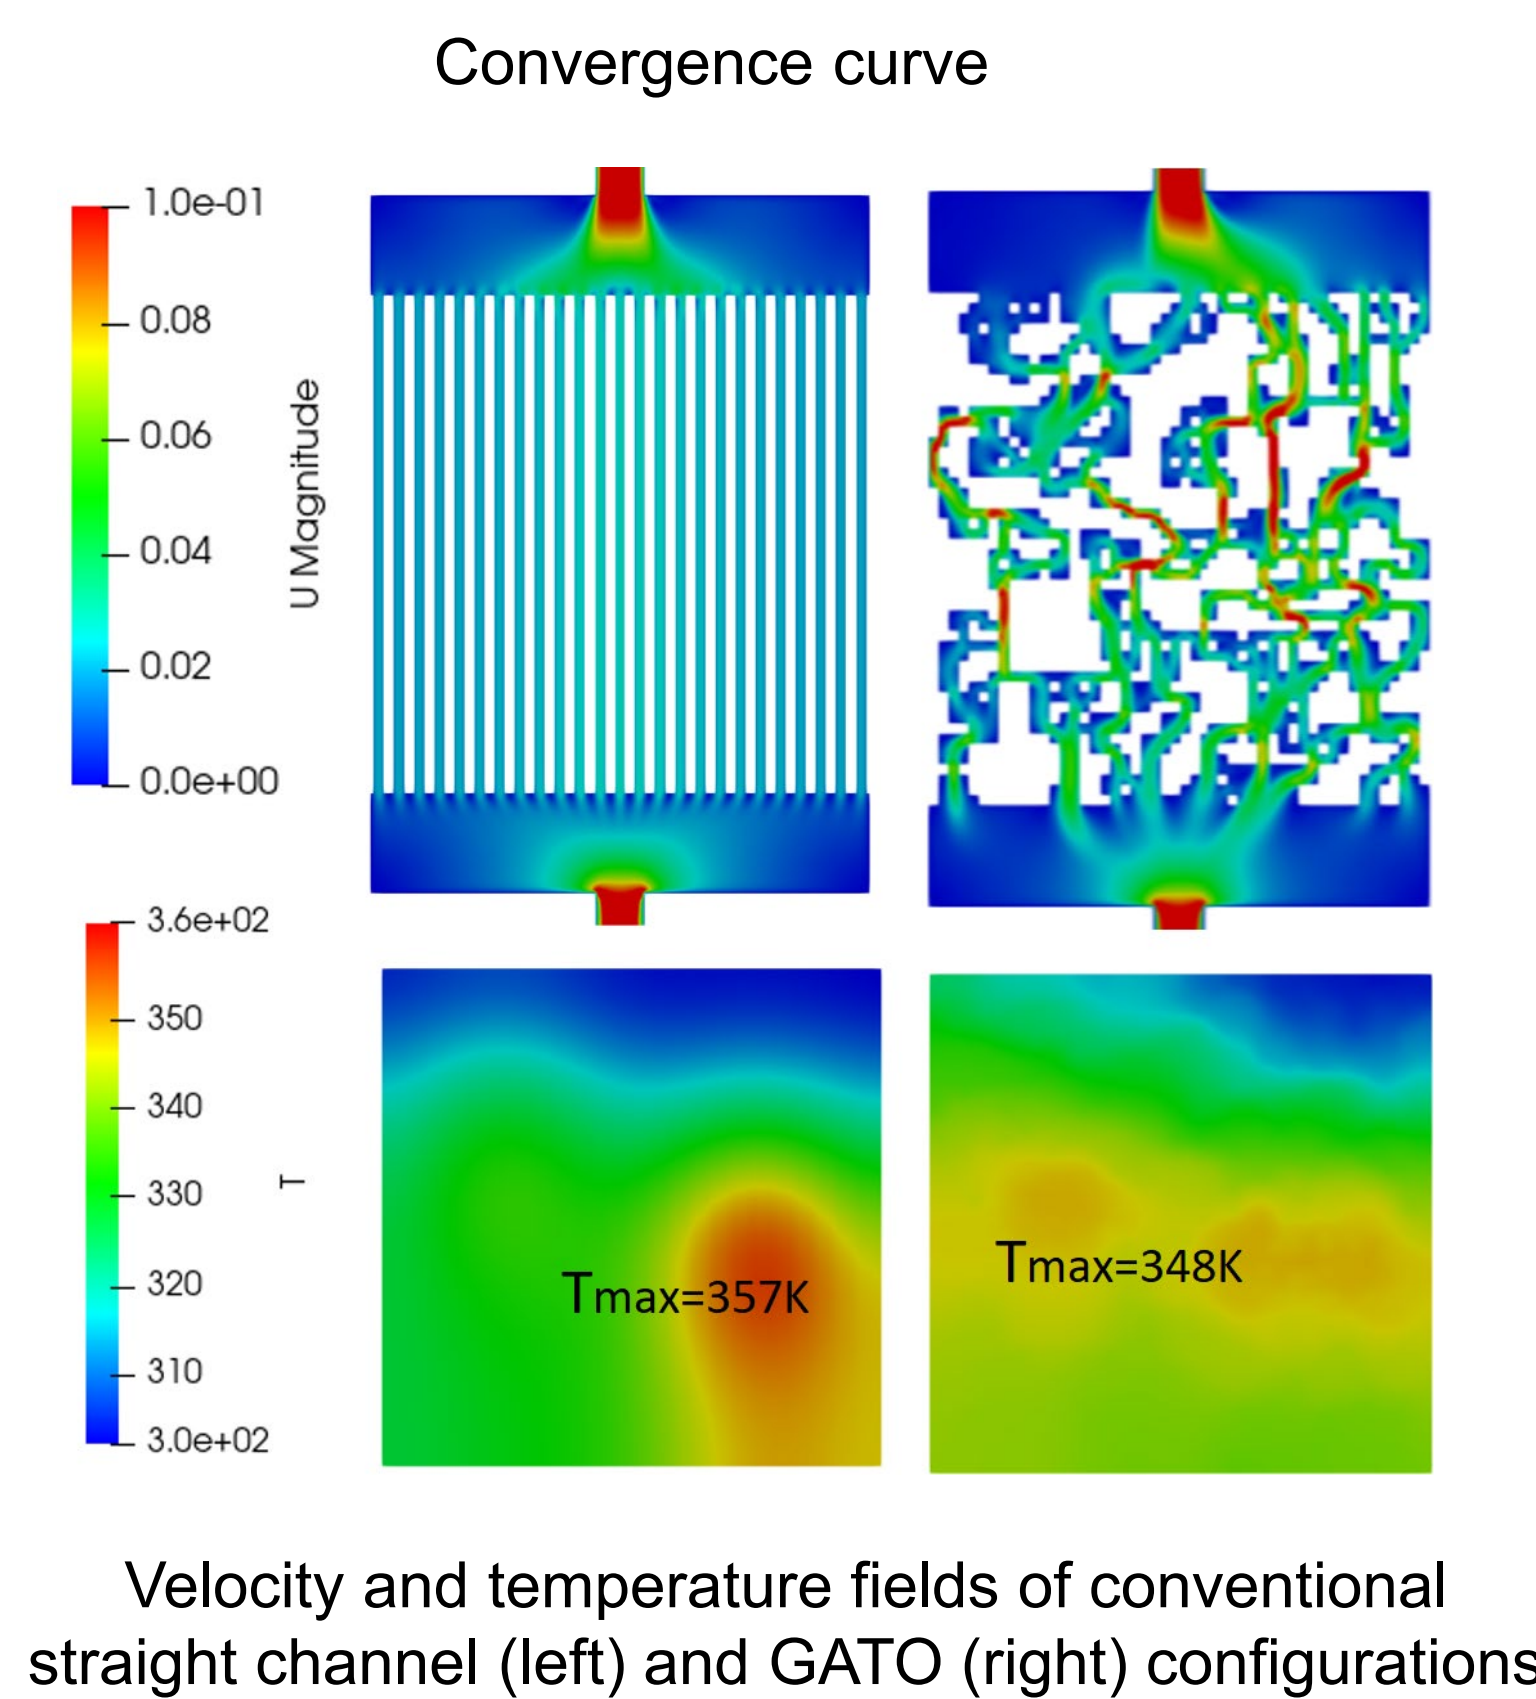 Convergence curve
1.0e-01
0.08
0.06
0.04
0.02
0.0e+00
U Magnitude
3.6e+02
350
340
330
320
310
3.0e+02
T
Tmax=357K
Tmax=348K
Velocity and temperature fields of conventional
straight channel (left) and GATO (right) configurations